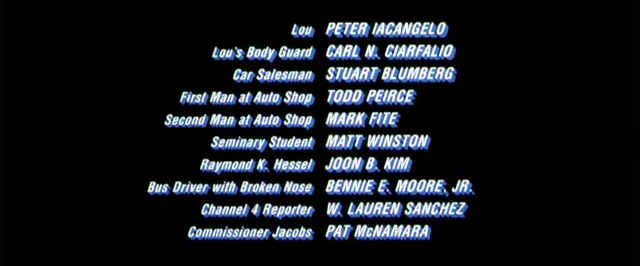 Lou PETER IACANGELO
Lou's Body Guard CARL N. CIARFALIO
Car Salesman STUART BLUMBERG
First Man at Auto Shop TODD PEIRCE
Second Man at Auto Shop MARK FITE
Seminary Student MATT WINSTON
Raymond K. Hessel JOON B. KIM
Bus Driver with Broken Nose BENNIE E. MOORE, JR.
Channel 4 Reporter W. LAUREN SANCHEZ
Commissioner Jacobs PAT McNAMARA